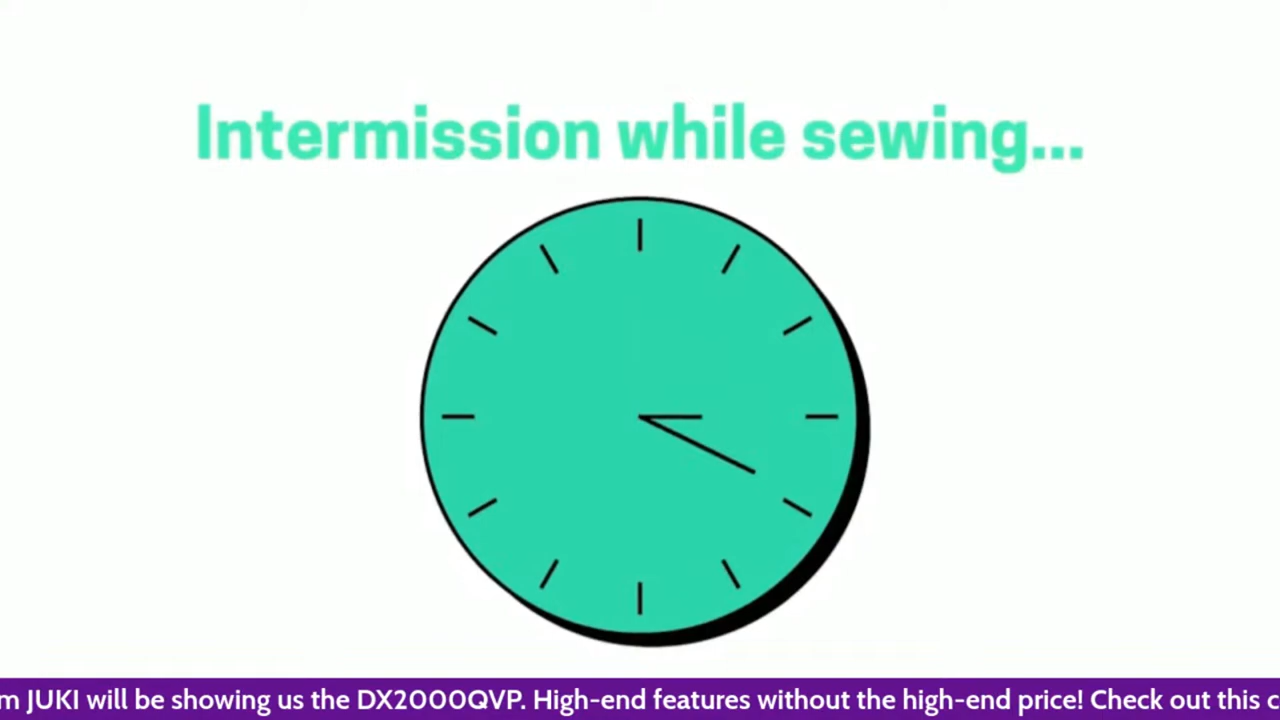 Intermission while sewing...
JUKI will be showing us the DX2000QVP. High-end features without the high-end price! Check out this